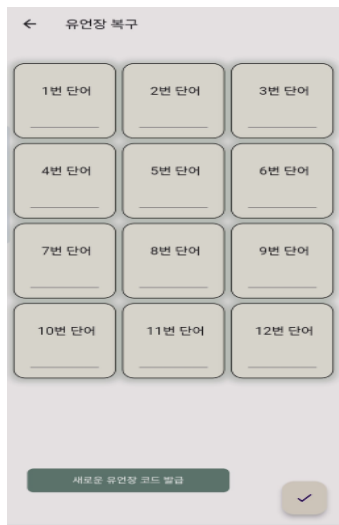 유언장 복구
1번 단어 2번 단어 3번 단어
4번 단어 5번 단어 6번 단어
7번 단어 8번 단어 9번 단어
10번 단어 11번 단어 12번 단어
새로운 유언장 코드 발급